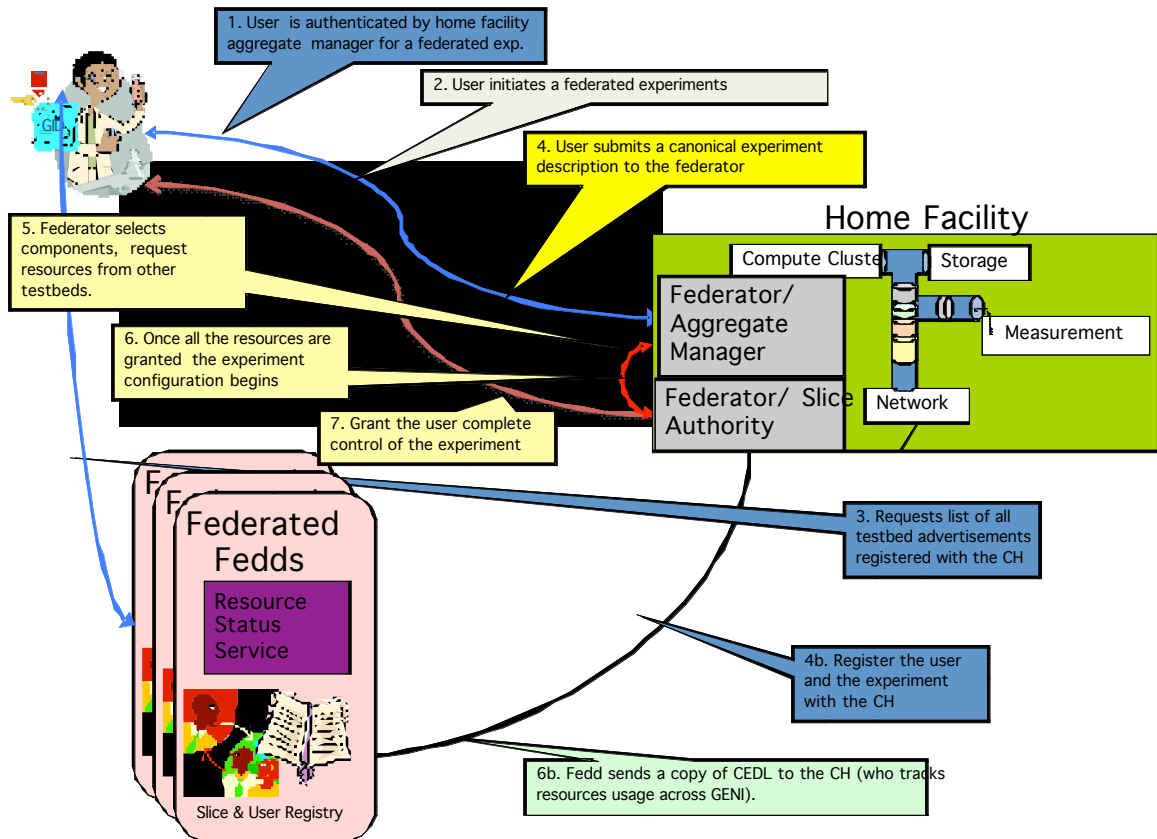 1. User is authenticated by home facility
aggregate manager for a federated exp.
2. User initiates a federated experiments
GID
4. User submits a canonical experiment
description to the federator
5. Federator selects
components, request
resources from other
testbeds.
Home Facility
Compute Cluste
Storage
Federator/
Aggregate
Manager
Measurement
6. Once all the resources are
granted the experiment
configuration begins
Federator/ Slice
Authority
Network
7. Grant the user complete
control of the experiment
F
F
Federated
Fedds
3. Requests list of all
testbed advertisements
registered with the CH
Resource
Status
Service
4b. Register the user
and the experiment
with the CH
6b. Fedd sends a copy of CEDL to the CH (who tracks
resources usage across GENI).
Slice & User Registry